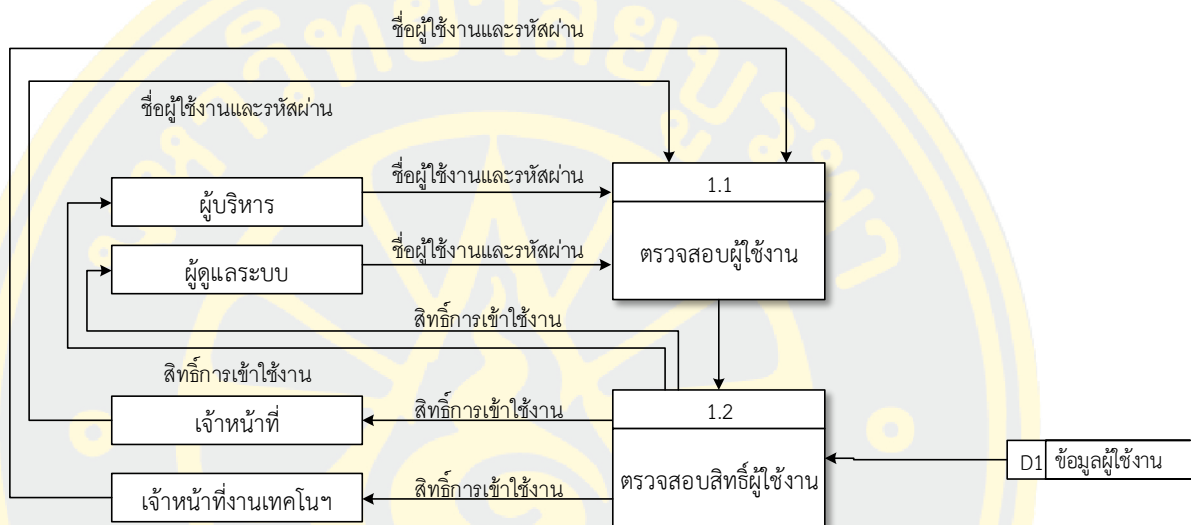 ชื่อผู้ใช้งานและรหัสผ่าน
ชื่อผู้ใช้งานและรหัสผ่าน
ชื่อผู้ใช้งานและรหัสผ่าน
1.1
ผู้บริหาร
ชื่อผู้ใช้งานและรหัสผ่าน
ตรวจสอบผู้ใช้งาน
ผู้ดูแลระบบ
สิทธิ์การเข้าใช้งาน
สิทธิ์การเข้าใช้งาน
สิทธิ์การเข้าใช้งาน
1.2
เจ้าหน้าที่
D1 ข้อมูลผู้ใช้งาน
สิทธิ์การเข้าใช้งาน
ตรวจสอบสิทธิ์ผู้ใช้งาน
เจ้าหน้าที่งานเทคโนฯ